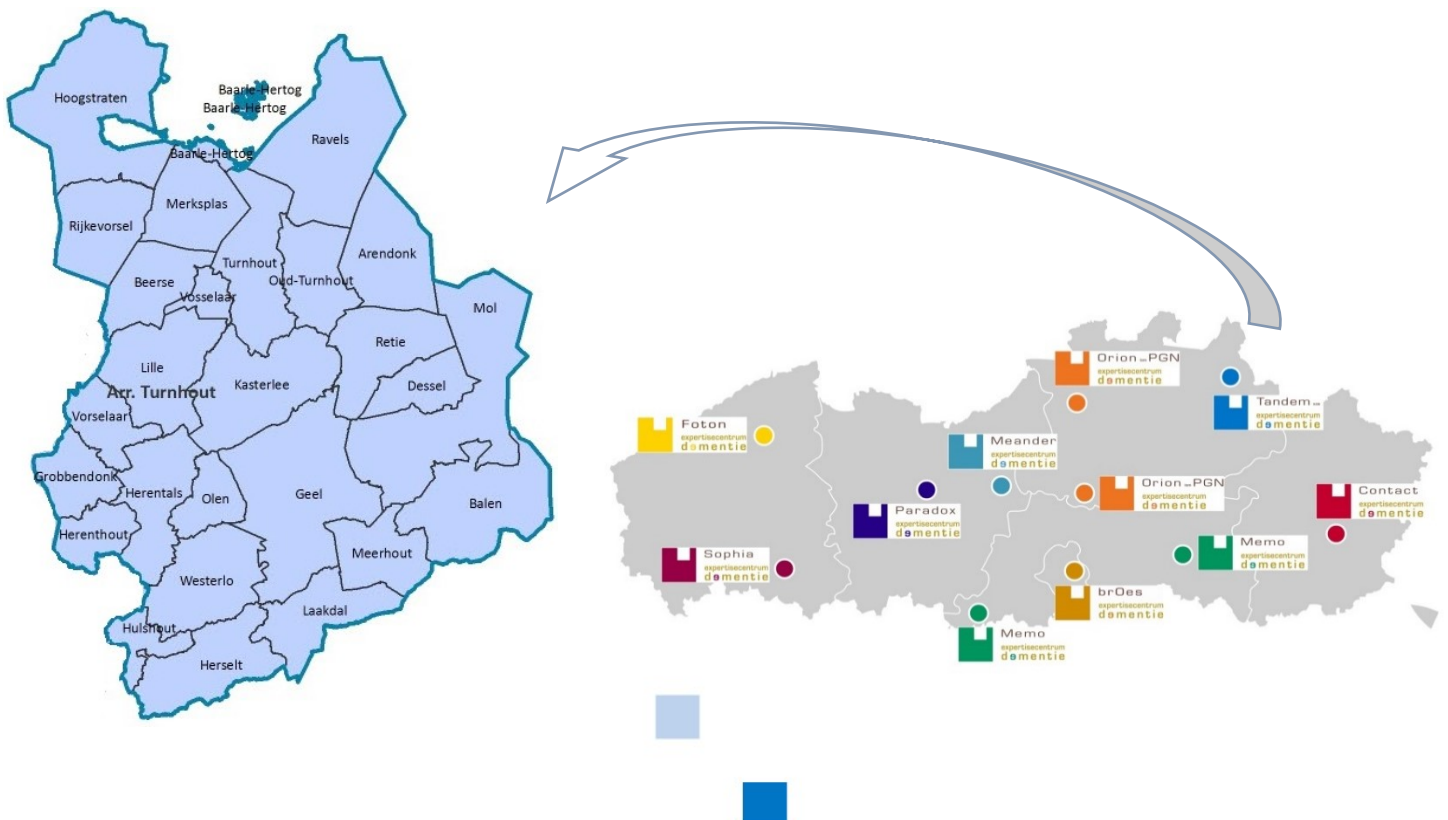 Hoogstraten
Baarle-Hertog
Baarle-Hertog
Ravels
Baarle-Hertog
Merksplas
Rijkevorsel
Arendonk
Turnhout
Oud-Turnhout
Beerse
Vosselaar
Mol
Retie
Lille
Kasterlee
Dessel
Arr. Turnhout
Vorselaar
Grobbendonk
Herentals
Olen
Geel
Balen
Herenthout
Meerhout
Westerlo
Laakdal
Hulshout
Herselt
Orion PGN
expertisecentrum
dementie
Tandem
expertisecentrum
dementie
Foton
expertisecentrum
dementie
Meander
expertisecentrum
dementie
Orion PGN
expertisecentrum
dementie
Contact
expertisecentrum
dementie
Paradox
expertisecentrum
dementie
Memo
expertisecentrum
dementie
Sophia
expertisecentrum
dementie
brOes
expertisecentrum
dementie
Memo
expertisecentrum
dementie